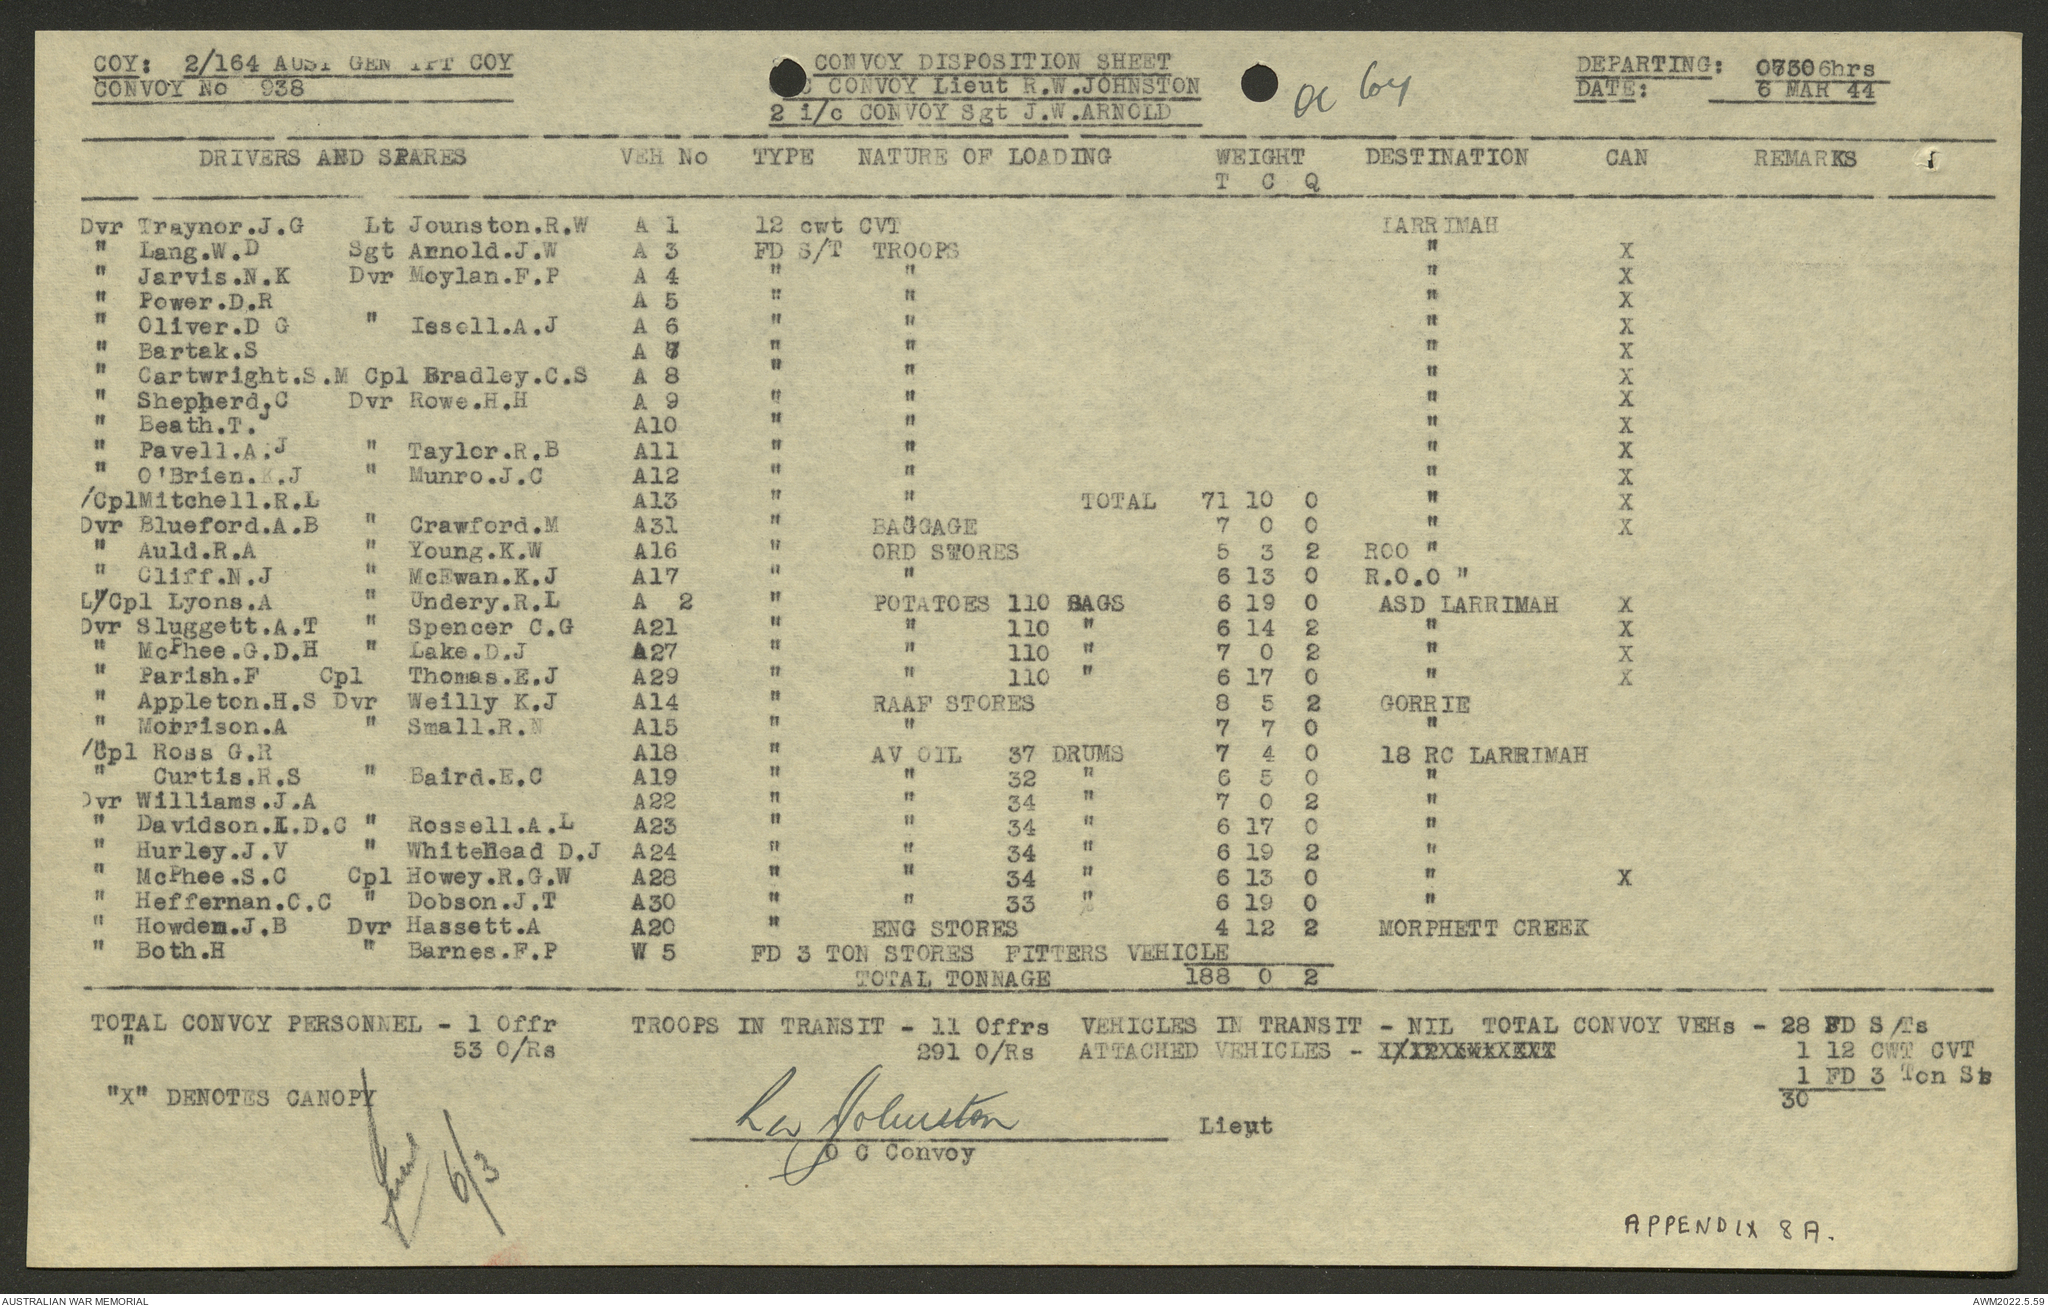 COY: 2/164 AUST GEN TPT COY CONVOY DISPOSITION SHEET DEPARTING: 0730 hrs
CONVOY No 938 C CONVOY Lieut R.W.JOHNSTON DATE: 6 MAR 44
2 i/c CONVOY Sgt J.W.ARNOLD
DRIVERS AND SPARES VEH No TYPE NATURE OF LOADING WEIGHT DESTINATION CAN REMARKS
T C Q
Dvr Traynor.J.G Lt Jounston.R.W A 1 12 cwt CVT LARRIMAH
" Lang.W.D Sgt Arnold.J.W A 3 FD S/T TROOPS " X
" Jarvis.N.K Dvr Moylan.F.P A 4 " " " X
" Power.D.R A 5 " " " X
" Oliver.D G " Issell.A.J A 6 " " " X
" Bartak.S A 7 " " " X
" Cartwright.S.M Cpl Bradley.C.S A 8 " " " X
" Shepherd.C Dvr Rowe.H.H A 9 " " " X
" Beath.T.J A10 " " " X
" Pavell.A.J " Taylor.R.B A11 " " " X
" O'Brien.K.J " Munro.J.C A12 " " " X
/CplMitchell.R.L A13 " " TOTAL 71 10 0 " X
Dvr Blueford.A.B " Crawford.M A31 " BAGGAGE 7 0 0 " X
" Auld.R.A " Young.K.W A16 " ORD STORES 5 3 2 ROO "
" Cliff.N.J " McEwan.K.J A17 " " 6 13 0 R.O.O "
L/Cpl Lyons.A " Undery.R.L A 2 " POTATOES 110 BAGS 6 19 0 ASD LARRIMAH X
Dvr Sluggett.A.T " Spencer C.G A21 " " 110 " 6 14 2 " X
" McPhee.G.D.H " Lake.D.J A27 " " 110 " 7 0 2 " X
" Parish.F Cpl Thomas.E.J A29 " " 110 " 6 17 0 " X
" Appleton.H.S Dvr Weilly K.J A14 " RAAF STORES 8 5 2 GORRIE
" Morrison.A " Small.R.N A15 " " 7 7 0 "
/Cpl Ross G.R A18 " AV OIL 37 DRUMS 7 4 0 18 RC LARRIMAH
" Curtis.R.S " Baird.E.C A19 " " 32 " 6 5 0 "
Dvr Williams.J.A A22 " " 34 " 7 0 2 "
" Davidson.I.D.C " Rossell.A.L A23 " " 34 " 6 17 0 "
" Hurley.J.V " Whitehead D.J A24 " " 34 " 6 19 2 "
" McPhee.S.C Cpl Howey.R.G.W A28 " " 34 " 6 13 0 " X
" Heffernan.C.C " Dobson.J.T A30 " " 33 " 6 19 0 "
" Howdem.J.B Dvr Hassett.A A20 " ENG STORES 4 12 2 MORPHETT CREEK
" Both.H " Barnes.F.P W 5 FD 3 TON STORES FITTERS VEHICLE
TOTAL TONNAGE 188 0 2
TOTAL CONVOY PERSONNEL - 1 Offr TROOPS IN TRANSIT - 11 Offrs VEHICLES IN TRANSIT - NIL TOTAL CONVOY VEHs - 28 FD S/Ts
" 53 O/Rs 291 O/Rs ATTACHED VEHICLES - 1 12 CWT CVT
1 FD 3 Ton Sts
30
"X" DENOTES CANOPY
RW Johnston Lieut
O C Convoy
6/3
APPENDIX 8A.
AUSTRALIAN WAR MEMORIAL AWM2022.5.59